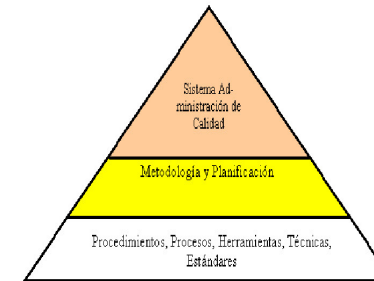 Sistema Ad-
ministración de
Calidad
Metodología y Planificación
Procedimientos, Procesos, Herramientas, Técnicas,
Estándares